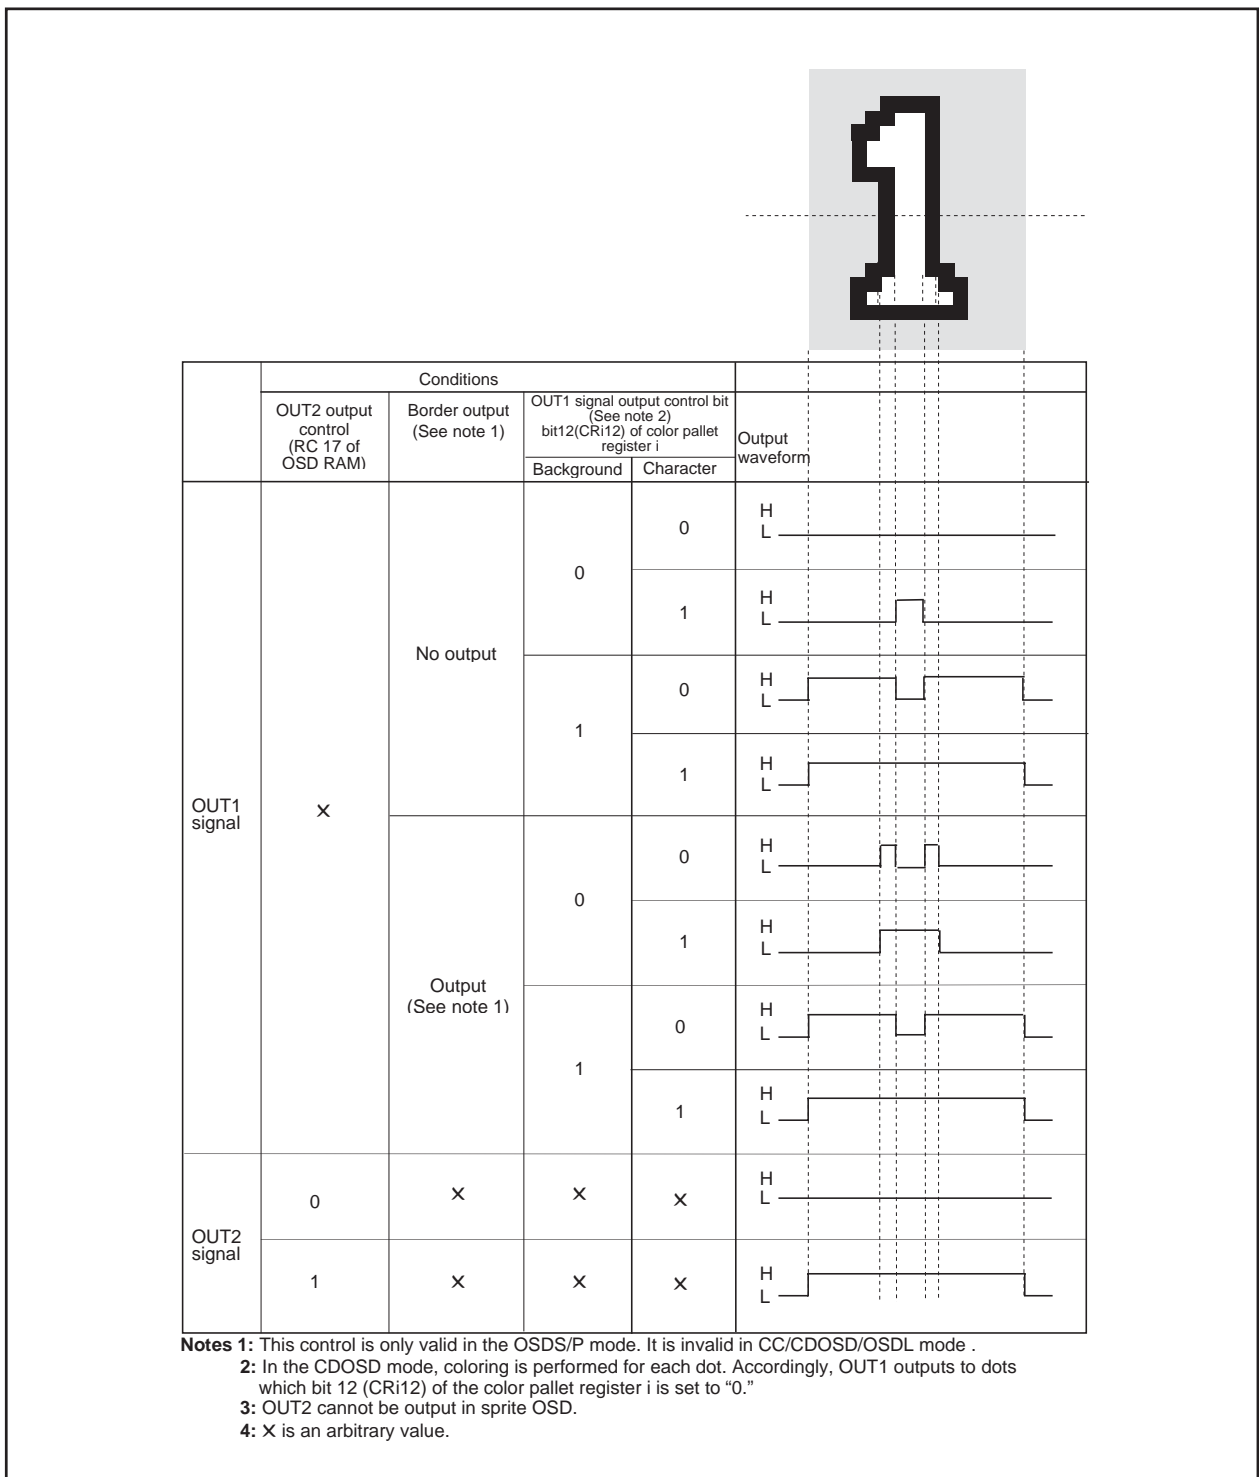 Conditions
OUT2 output
control
(RC 17 of
OSD RAM)
Border output
(See note 1)
OUT1 signal output control bit
(See note 2)
bit12(CRi12) of color pallet
register i
Background
Character
Output
waveform
OUT1
signal
X
No output
0
0
H
L
1
H
L
1
0
H
L
1
H
L
Output
(See note 1)
0
0
H
L
1
H
L
1
0
H
L
1
H
L
OUT2
signal
0
X
X
X
H
L
1
X
X
X
H
L
Notes 1: This control is only valid in the OSDS/P mode. It is invalid in CC/CDOSD/OSDL mode .
2: In the CDOSD mode, coloring is performed for each dot. Accordingly, OUT1 outputs to dots
which bit 12 (CRi12) of the color pallet register i is set to “0.”
3: OUT2 cannot be output in sprite OSD.
4: X is an arbitrary value.